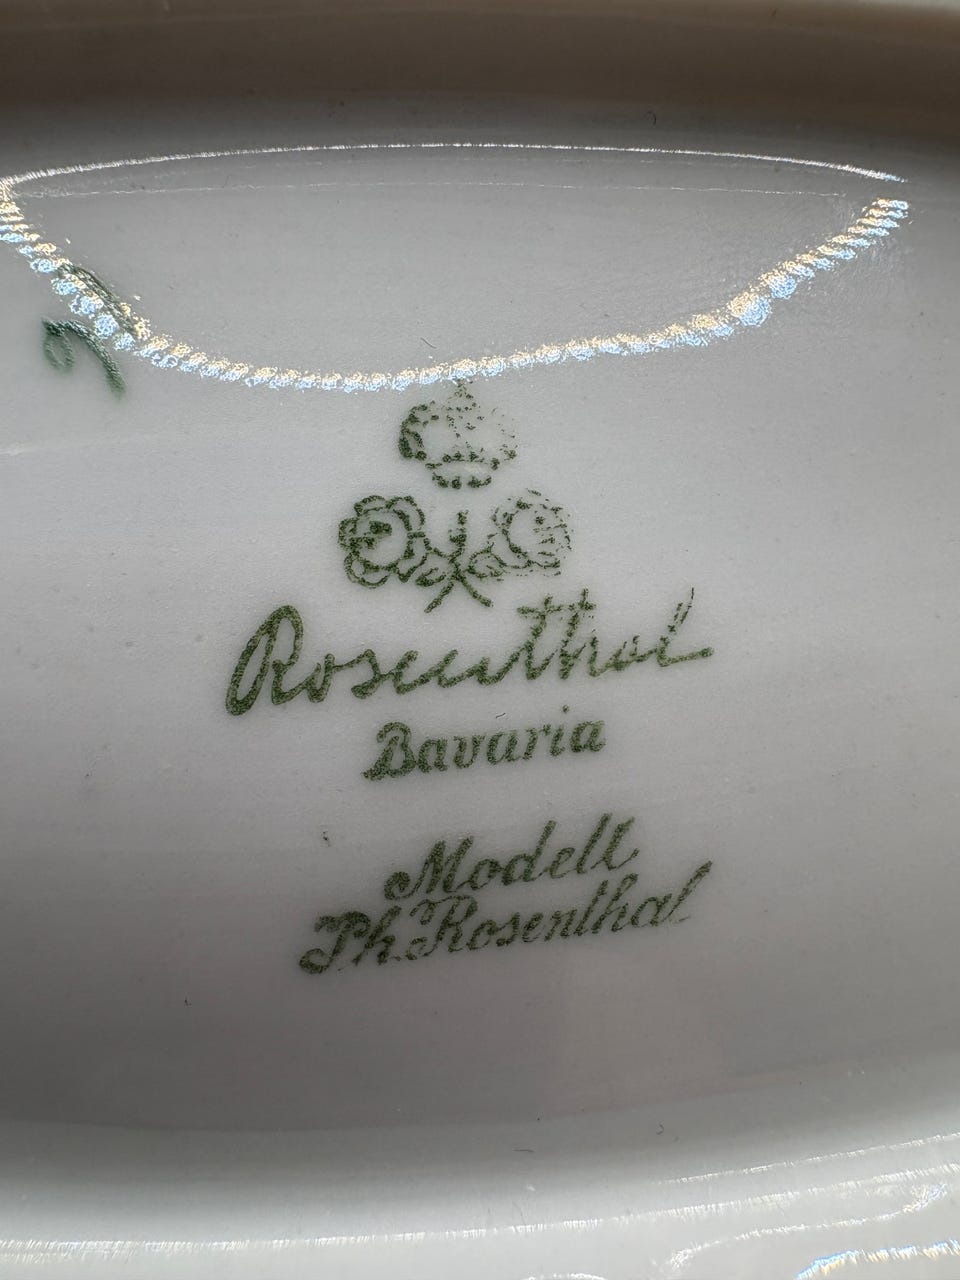 Rosenthal
Bavaria
Modell
Ph. Rosenthal